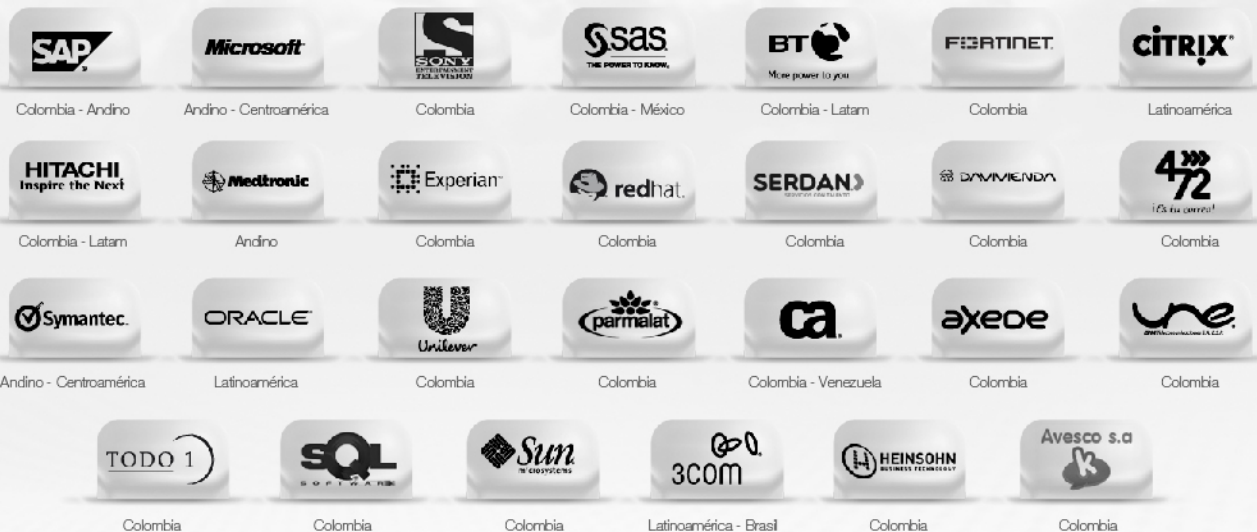 SAP
Microsoft
SONY
ENTERTAINMENT
TELEVISION
sas
THE POWER TO KNOW.
BT
More power to you
FORTINET.
CITRIX
Colombia - Andino
Andino - Centroamérica
Colombia
Colombia - México
Colombia - Latam
Colombia
Latinoamérica
HITACHI
Inspire the Next
Medtronic
Experian
redhat.
SERDAN
DAVIVIENDA
472
¡Es tu correo!
Colombia - Latam
Andino
Colombia
Colombia
Colombia
Colombia
Colombia
Symantec.
ORACLE
Unilever
parmalat
ca.
axede
une
Andino - Centroamérica
Latinoamérica
Colombia
Colombia
Colombia - Venezuela
Colombia
Colombia
TODO 1
SQL
SOFTWARE
Sun
microsystems
3COM
HEINSOHN
BUSINESS TECHNOLOGY
Avesco s.a
k
Colombia
Colombia
Colombia
Latinoamérica - Brasil
Colombia
Colombia